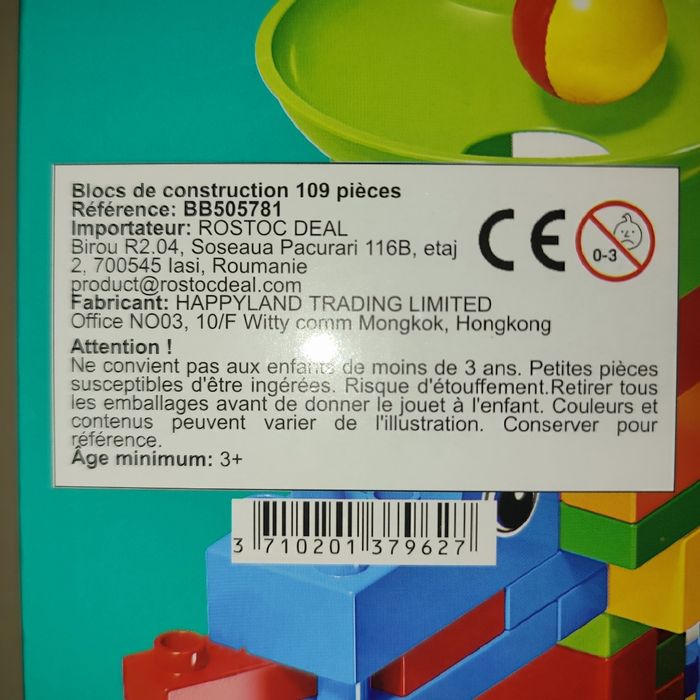 Blocs de construction 109 pièces
Référence: BB505781
Importateur: ROSTOC DEAL
Birou R2.04, Soseaua Pacurari 116B, etaj
2, 700545 Iasi, Roumanie
product@rostocdeal.com
Fabricant: HAPPYLAND TRADING LIMITED
Office NO03, 10/F Witty comm Mongkok, Hongkong
CE
0-3
Attention !
Ne convient pas aux enfants de moins de 3 ans. Petites pièces
susceptibles d'être ingérées. Risque d'étouffement.Retirer tous
les emballages avant de donner le jouet à l'enfant. Couleurs et
contenus peuvent varier de l'illustration. Conserver pour
référence.
Âge minimum: 3+
3 710201 379627